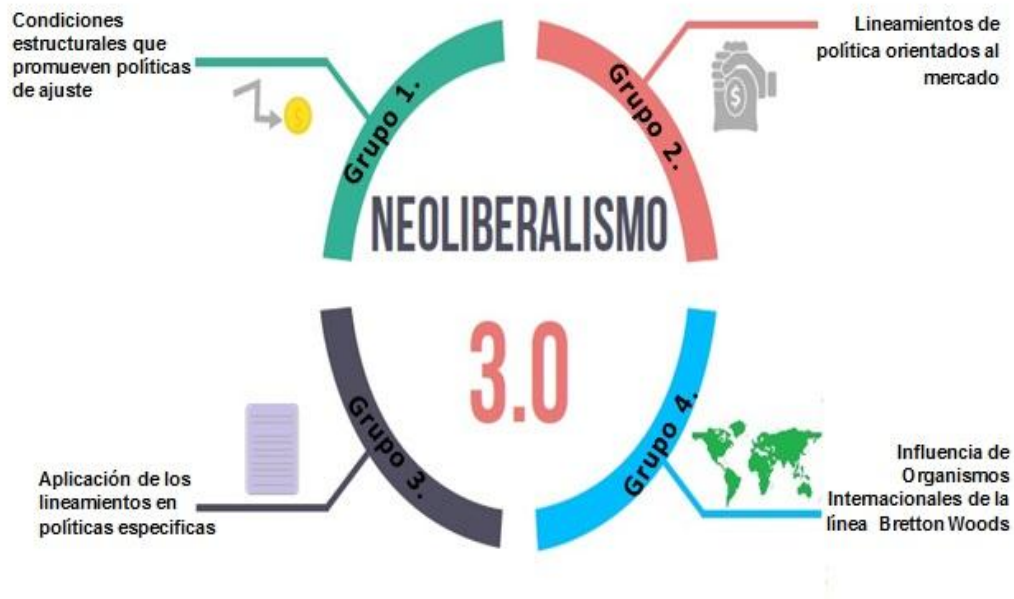 Condiciones
estructurales que
promueven políticas
de ajuste
Grupo 1.
Lineamientos de
política orientados al
mercado
Grupo 2.
$
$
NEOLIBERALISMO
3.0
Aplicación de los
lineamientos en
políticas especificas
Grupo 3.
Influencia de
Organismos
Internacionales de la
línea Bretton Woods
Grupo 4.